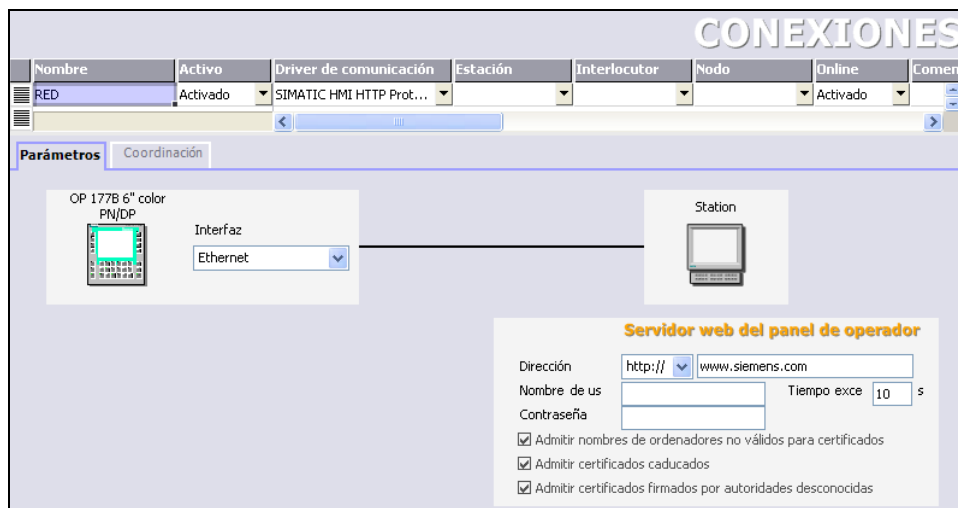 CONEXIONES
Nombre Activo Driver de comunicación Estación Interlocutor Nodo Online Comen
RED Activado SIMATIC HMI HTTP Prot... Activado
Parámetros Coordinación
OP 177B 6" color
PN/DP
Station
Interfaz
Ethernet
Servidor web del panel de operador
Dirección http:// www.siemens.com
Nombre de us Tiempo exce 10 s
Contraseña
Admitir nombres de ordenadores no válidos para certificados
Admitir certificados caducados
Admitir certificados firmados por autoridades desconocidas